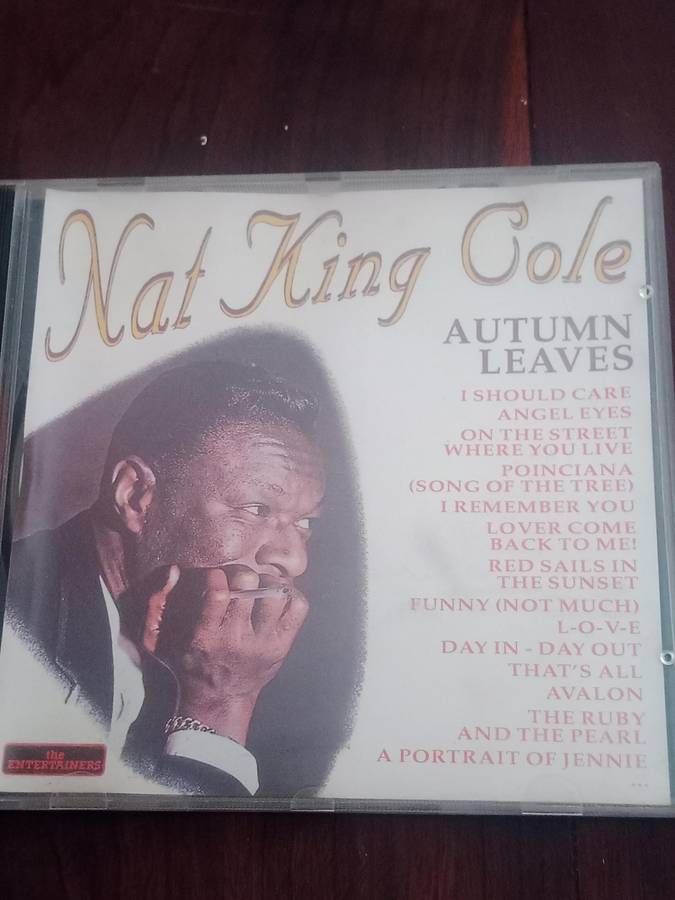 Nat King Cole
AUTUMN
LEAVES
I SHOULD CARE
ANGEL EYES
ON THE STREET
WHERE YOU LIVE
POINCIANA
(SONG OF THE TREE)
I REMEMBER YOU
LOVER COME
BACK TO ME!
RED SAILS IN
THE SUNSET
FUNNY (NOT MUCH)
L-O-V-E
DAY IN - DAY OUT
THAT'S ALL
AVALON
THE RUBY
AND THE PEARL
A PORTRAIT OF JENNIE
...
the
ENTERTAINERS